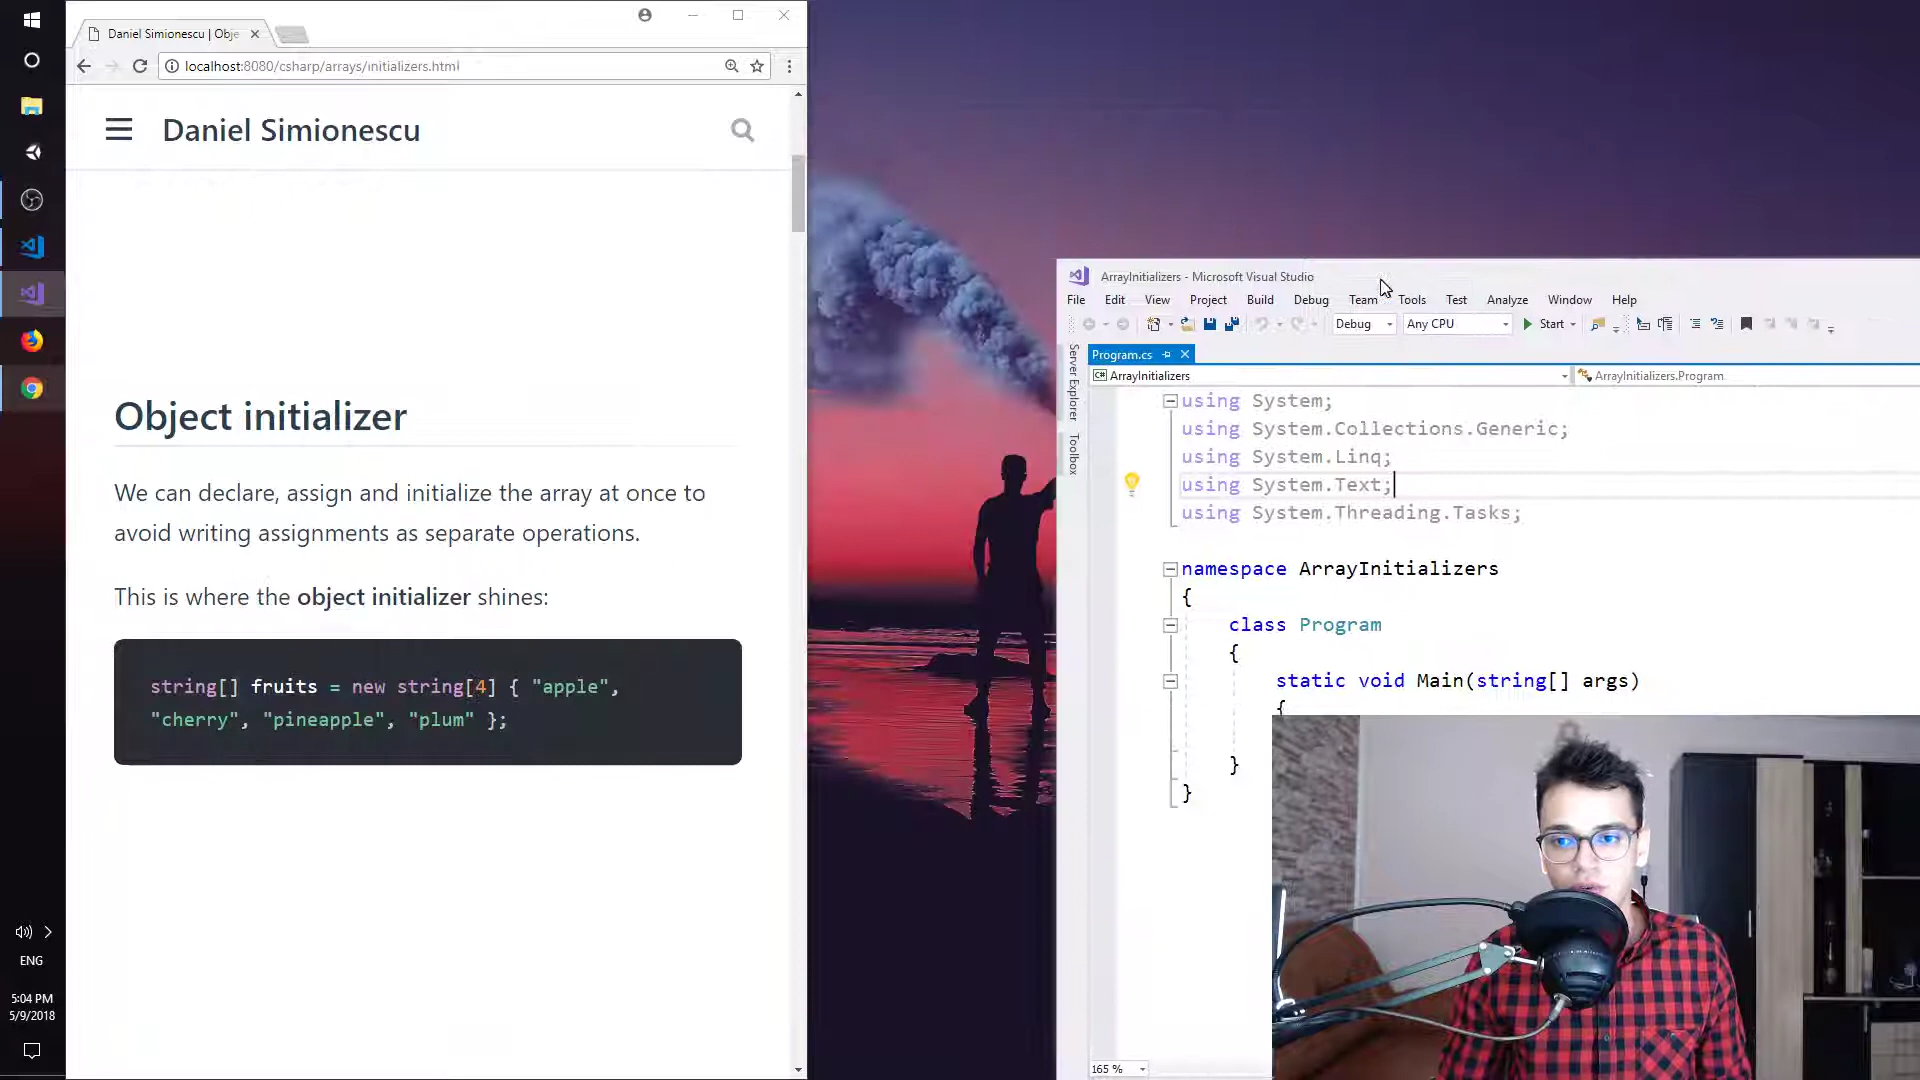 Daniel Simionescu | Obje
localhost:8080/csharp/arrays/initializers.html
Daniel Simionescu
Object initializer
We can declare, assign and initialize the array at once to
avoid writing assignments as separate operations.
This is where the object initializer shines:
string[] fruits = new string[4] { "apple",
"cherry", "pineapple", "plum" };
ENG
5:04 PM
5/9/2018
ArrayInitializers - Microsoft Visual Studio
File Edit View Project Build Debug Team Tools Test Analyze Window Help
Debug Any CPU Start
Server Explorer
Toolbox
Program.cs
C# ArrayInitializers ArrayInitializers.Program
using System;
using System.Collections.Generic;
using System.Linq;
using System.Text;
using System.Threading.Tasks;
namespace ArrayInitializers
{
class Program
{
static void Main(string[] args)
{
}
}
165 %